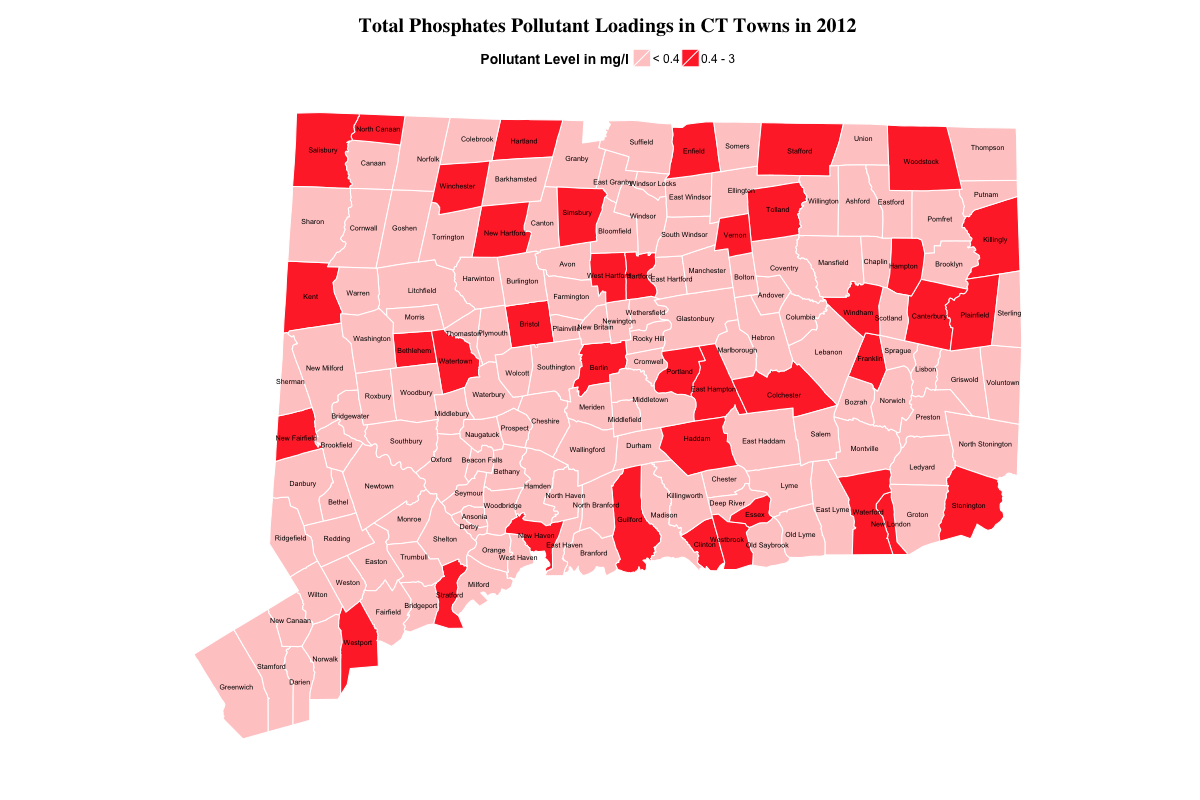 Total Phosphates Pollutant Loadings in CT Towns in 2012
Pollutant Level in mg/l < 0.4 0.4 - 3
North Canaan
Colebrook
Hartland
Salisbury
Canaan
Norfolk
Granby
Suffield
Enfield
Somers
Stafford
Union
Woodstock
Thompson
Winchester
Barkhamsted
East Granby
Windsor Locks
East Windsor
Ellington
Tolland
Willington
Ashford
Eastford
Putnam
Sharon
Cornwall
Goshen
Torrington
New Hartford
Canton
Simsbury
Bloomfield
Windsor
South Windsor
Vernon
Pomfret
Killingly
Kent
Warren
Litchfield
Harwinton
Burlington
Avon
Farmington
West Hartford
Hartford
East Hartford
Manchester
Bolton
Coventry
Mansfield
Chaplin
Hampton
Brooklyn
Andover
Morris
Washington
Thomaston
Plymouth
Bristol
Plainville
New Britain
Newington
Wethersfield
Rocky Hill
Glastonbury
Columbia
Hebron
Windham
Scotland
Canterbury
Plainfield
Sterling
Bethlehem
Watertown
New Milford
Sherman
Roxbury
Woodbury
Waterbury
Wolcott
Southington
Berlin
Cromwell
Portland
Marlborough
East Hampton
Colchester
Lebanon
Franklin
Sprague
Lisbon
Griswold
Voluntown
New Fairfield
Bridgewater
Brookfield
Southbury
Middlebury
Naugatuck
Prospect
Cheshire
Meriden
Middletown
Middlefield
Wallingford
Durham
Haddam
East Haddam
Salem
Bozrah
Norwich
Preston
Montville
North Stonington
Ledyard
Danbury
Bethel
Newtown
Oxford
Beacon Falls
Bethany
Seymour
Woodbridge
Hamden
North Haven
North Branford
Guilford
Madison
Killingworth
Chester
Deep River
Essex
Lyme
East Lyme
Waterford
New London
Groton
Stonington
Ridgefield
Redding
Monroe
Ansonia
Derby
Shelton
Orange
New Haven
West Haven
East Haven
Branford
Clinton
Westbrook
Old Saybrook
Old Lyme
Easton
Trumbull
Weston
Wilton
Milford
Stratford
Bridgeport
Fairfield
New Canaan
Westport
Norwalk
Stamford
Darien
Greenwich